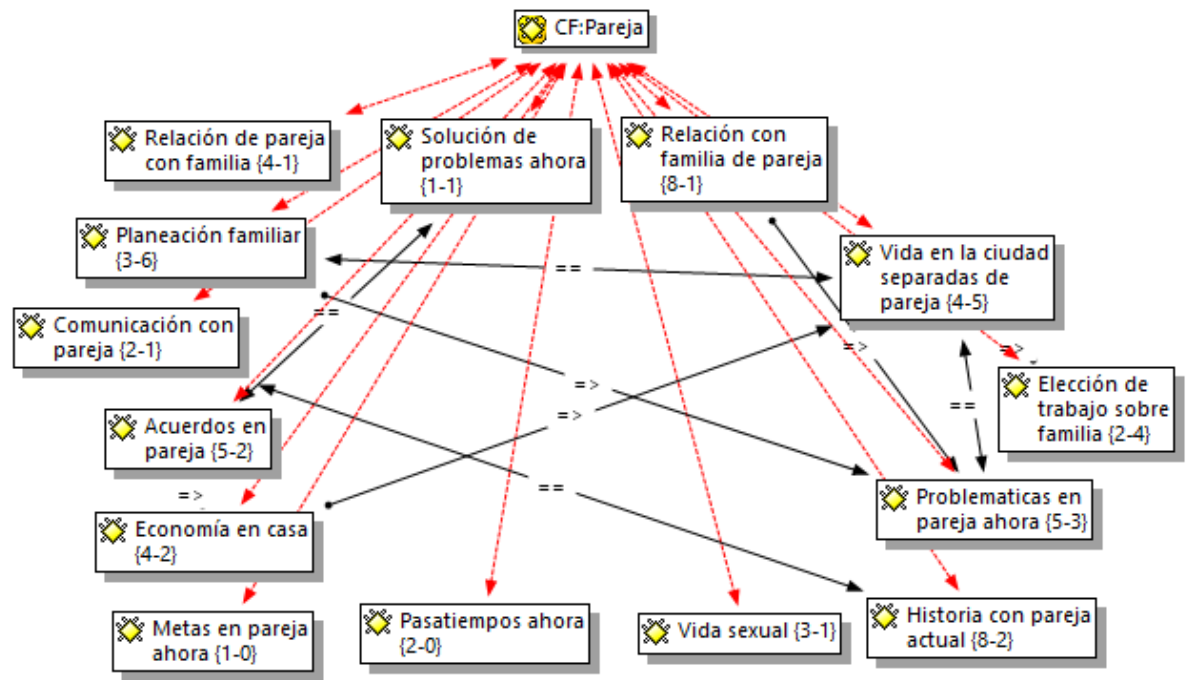 CF:Pareja
Relación de pareja
con familia {4-1}
Solución de
problemas ahora
{1-1}
Relación con
familia de pareja
{8-1}
Planeación familiar
{3-6}
==
Vida en la ciudad
separadas de
pareja {4-5}
Comunicación con
pareja {2-1}
==
=>
=>
Elección de
trabajo sobre
familia {2-4}
=>
=>
==
Acuerdos en
pareja {5-2}
=>
==
Problematicas en
pareja ahora {5-3}
Economía en casa
{4-2}
Metas en pareja
ahora {1-0}
Pasatiempos ahora
{2-0}
Vida sexual {3-1}
Historia con pareja
actual {8-2}